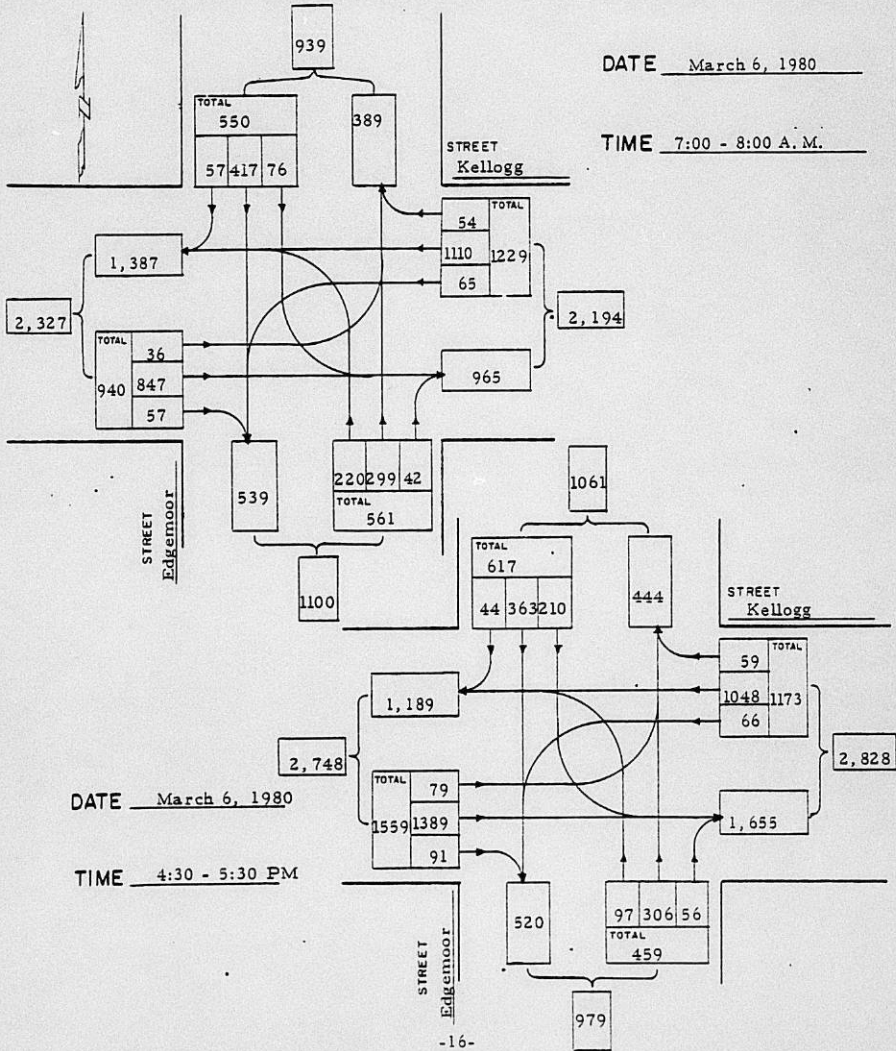 939
DATE March 6, 1980
TOTAL
550
389
57 417 76
STREET
Kellogg
TIME 7:00 - 8:00 A. M.
N
54
TOTAL
1110
1229
65
1,387
2,327
2,194
TOTAL
36
940
847
57
965
539
220 299 42
TOTAL
561
1100
STREET
Edgemoor
1061
TOTAL
617
444
44 363 210
STREET
Kellogg
59
TOTAL
1048
1173
66
1,189
2,748
2,828
TOTAL
79
1559
1389
91
1,655
DATE March 6, 1980
TIME 4:30 - 5:30 PM
520
97 306 56
TOTAL
459
979
STREET
Edgemoor
-16-